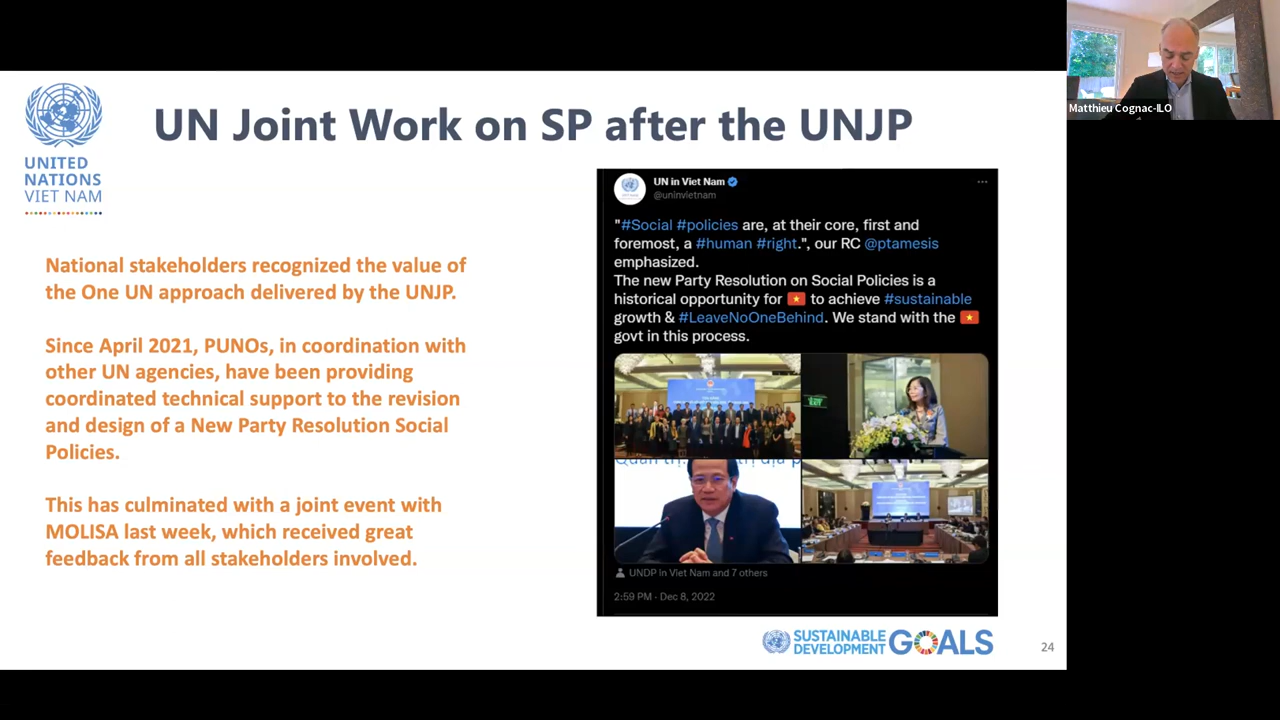 UN Joint Work on SP after the UNJP
UNITED
NATIONS
VIET NAM
National stakeholders recognized the value of
the One UN approach delivered by the UNJP.
Since April 2021, PUNOs, in coordination with
other UN agencies, have been providing
coordinated technical support to the revision
and design of a New Party Resolution Social
Policies.
This has culminated with a joint event with
MOLISA last week, which received great
feedback from all stakeholders involved.
UN in Viet Nam
@uninvietnam
"#Social #policies are, at their core, first and
foremost, a #human #right.", our RC @ptamesis
emphasized.
The new Party Resolution on Social Policies is a
historical opportunity for 🇻🇳 to achieve #sustainable
growth & #LeaveNoOneBehind. We stand with the 🇻🇳
govt in this process.
UNDP in Viet Nam and 7 others
2:59 PM · Dec 8, 2022
SUSTAINABLE
DEVELOPMENT
GOALS
24
Matthieu Cognac-ILO